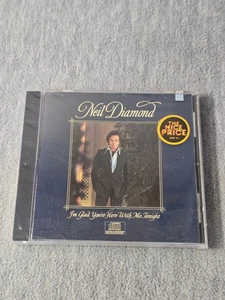 Neil Diamond
THE
NICE
PRICE
I'm Glad You're Here With Me Tonight